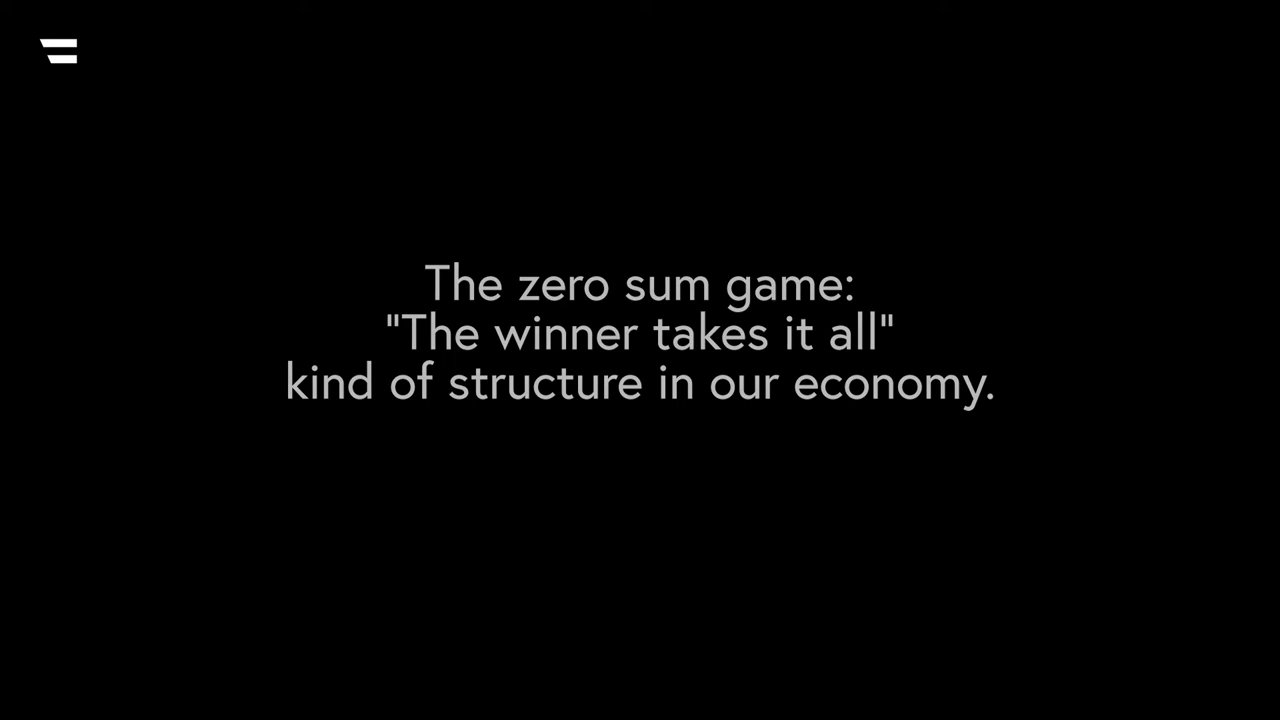 The zero sum game:
"The winner takes it all"
kind of structure in our economy.